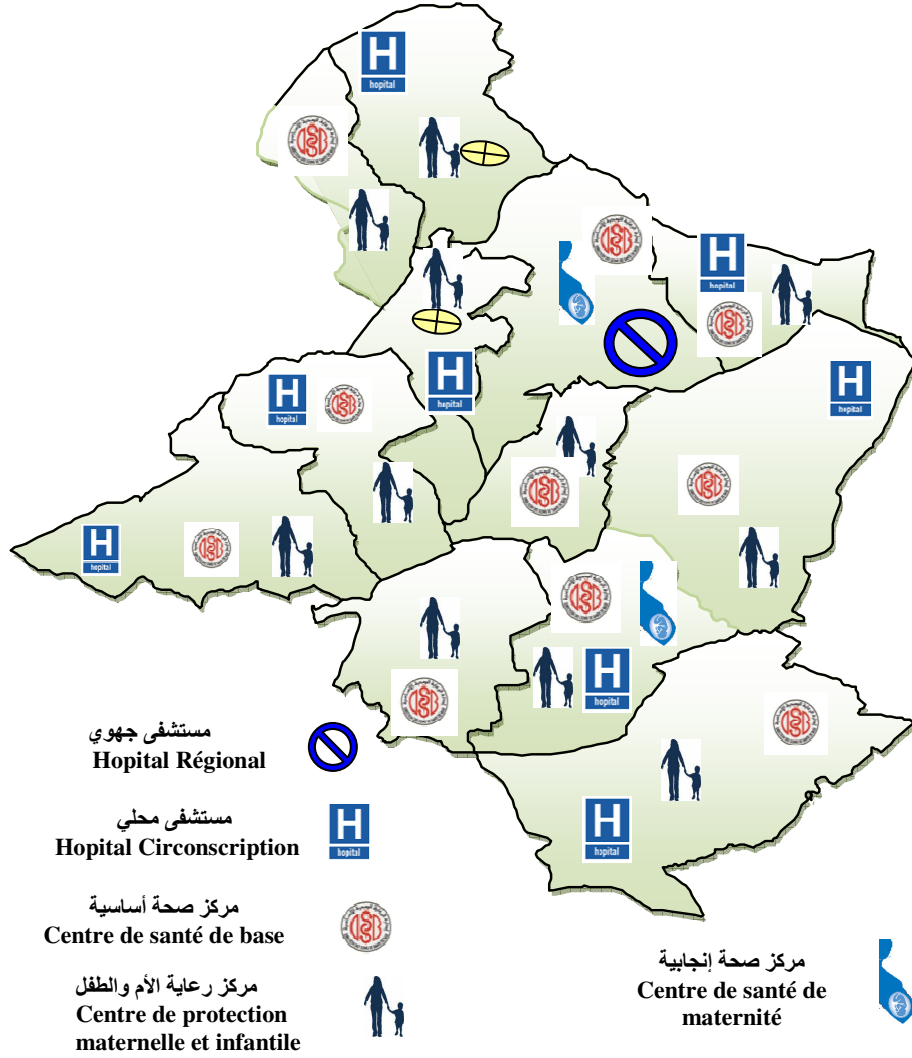 H
hopital
H
hopital
H
hopital
H
hopital
H
hopital
H
hopital
H
hopital
H
hopital
مستشفى جهوي
Hopital Régional
مستشفى محلي
Hopital Circonscription
H
hopital
مركز صحة أساسية
Centre de santé de base
مركز رعاية الأم والطفل
Centre de protection
maternelle et infantile
مركز صحة إنجابية
Centre de santé de
maternité